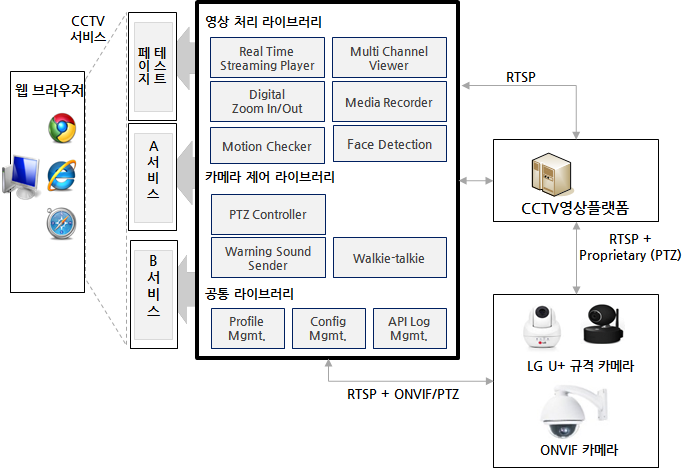 CCTV
서비스
웹 브라우저
테스트
페이지
A
서
비
스
B
서
비
스
영상 처리 라이브러리
Real Time
Streaming Player
Multi Channel
Viewer
Digital
Zoom In/Out
Media Recorder
Motion Checker
Face Detection
카메라 제어 라이브러리
PTZ Controller
Warning Sound
Sender
Walkie-talkie
공통 라이브러리
Profile
Mgmt.
Config
Mgmt.
API Log
Mgmt.
RTSP
CCTV영상플랫폼
RTSP +
Proprietary (PTZ)
LG U+ 규격 카메라
ONVIF 카메라
RTSP + ONVIF/PTZ